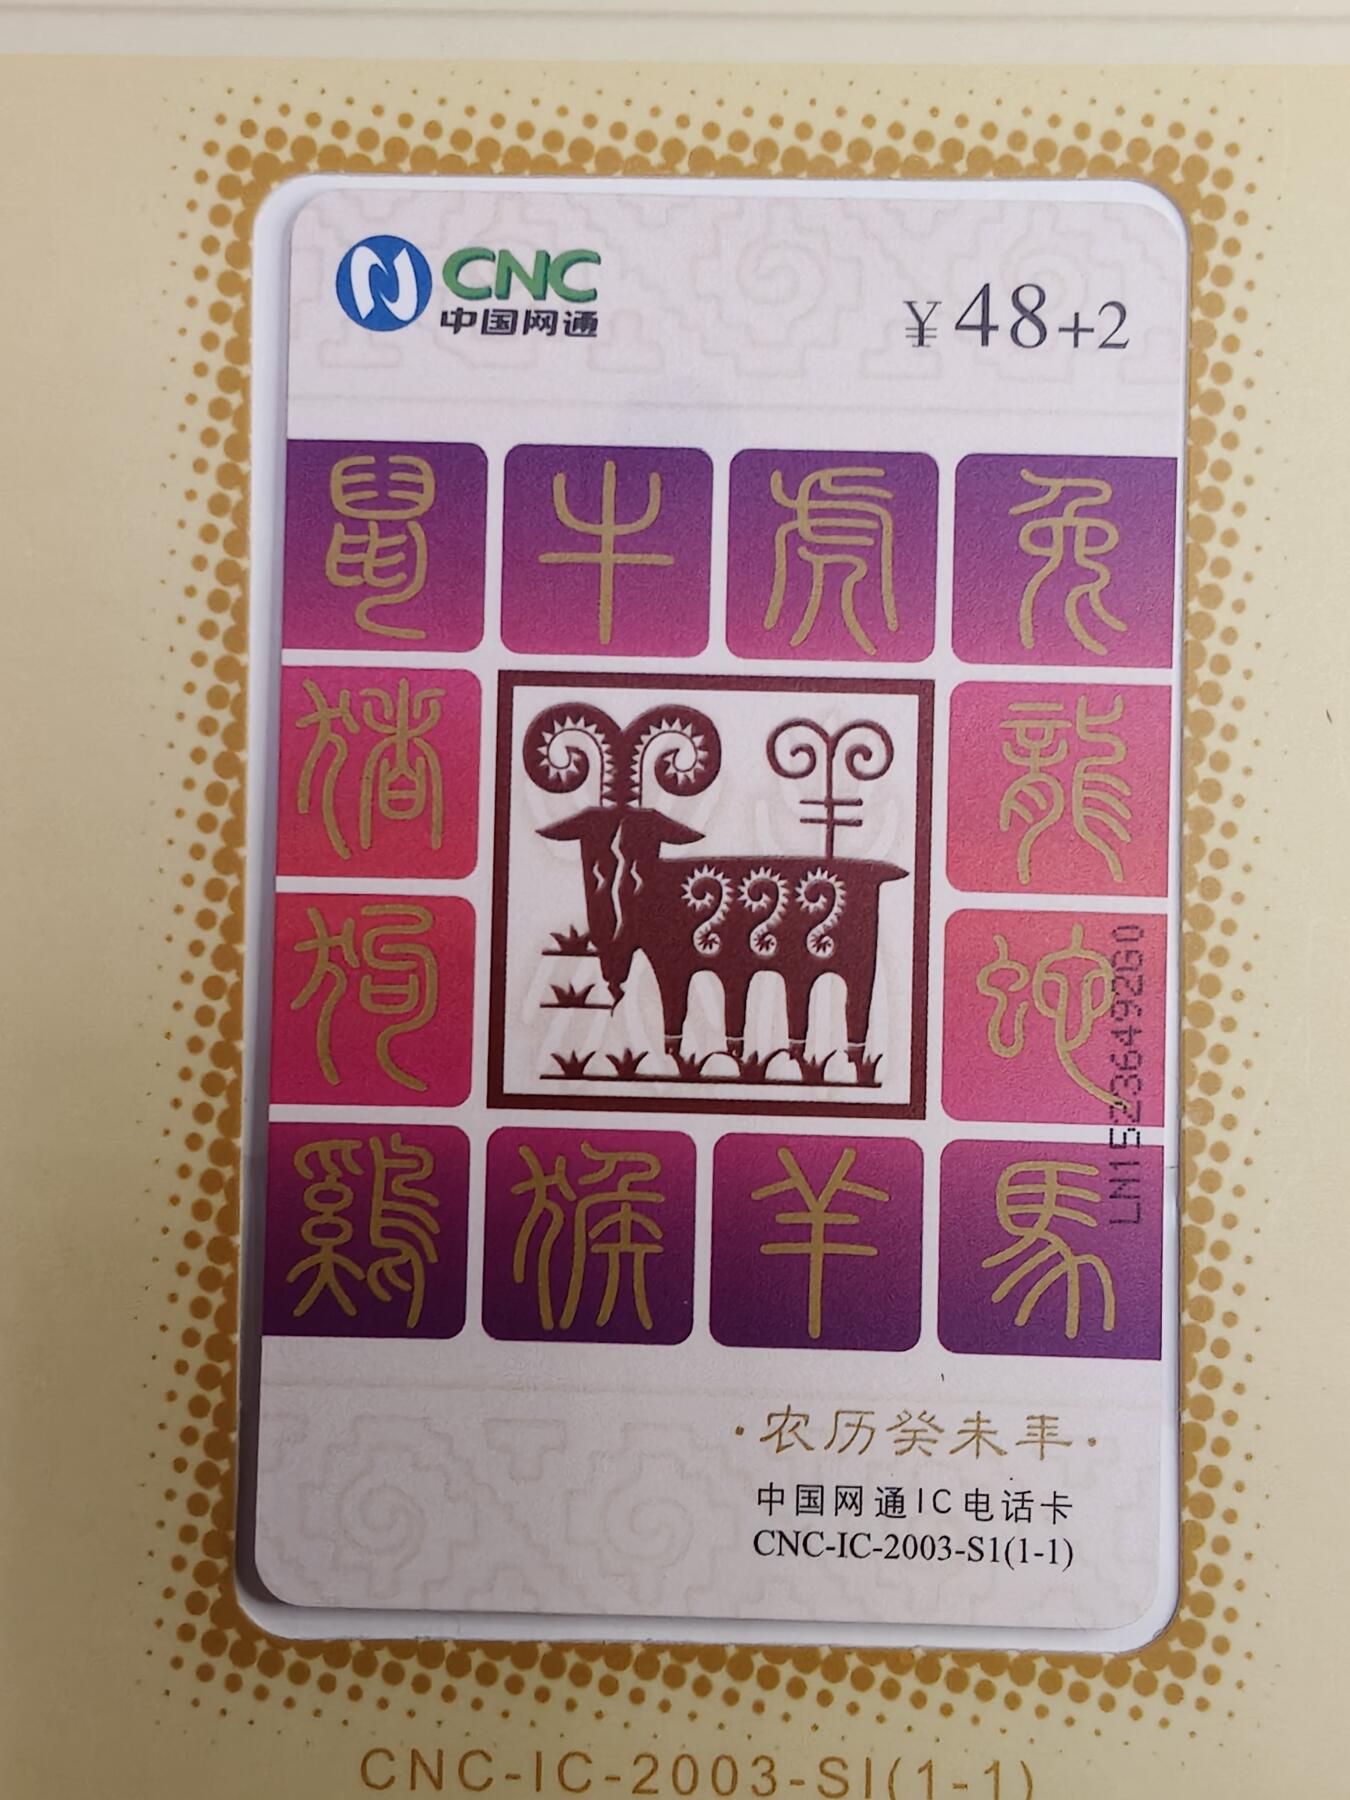 CNC
中国网通
¥48+2
鼠 牛 虎 兔
猪 龍
羊
狗 蛇
鷄 猴 羊 馬
LN152364926G0
·农历癸未年·
中国网通IC电话卡
CNC-IC-2003-S1(1-1)
CNC-IC-2003-SI(1-1)